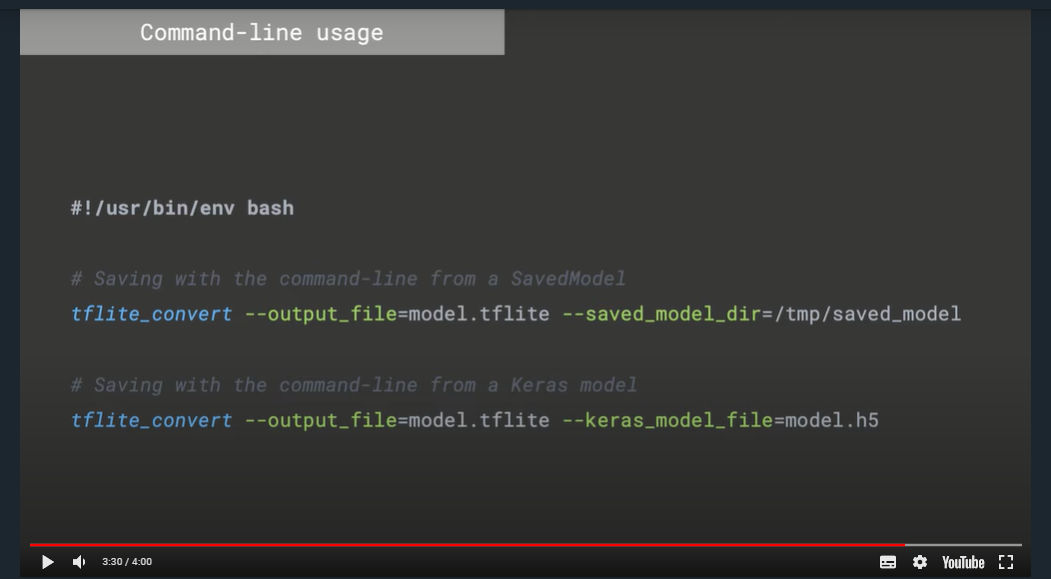 Command-line usage
#!/usr/bin/env bash
# Saving with the command-line from a SavedModel
tflite_convert --output_file=model.tflite --saved_model_dir=/tmp/saved_model
# Saving with the command-line from a Keras model
tflite_convert --output_file=model.tflite --keras_model_file=model.h5
3:30 / 4:00
YouTube